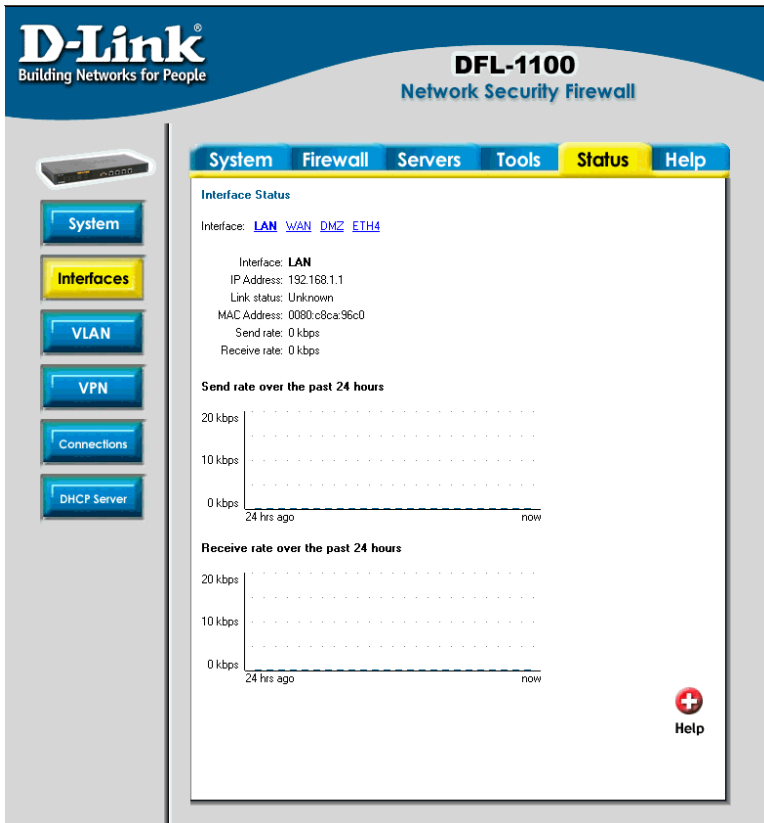 D-Link®
Building Networks for People
DFL-1100
Network Security Firewall
System Firewall Servers Tools Status Help
System
Interfaces
VLAN
VPN
Connections
DHCP Server
Interface Status
Interface: LAN WAN DMZ ETH4
Interface: LAN
IP Address: 192.168.1.1
Link status: Unknown
MAC Address: 0080:c8ca:96c0
Send rate: 0 kbps
Receive rate: 0 kbps
Send rate over the past 24 hours
20 kbps
10 kbps
0 kbps
24 hrs ago now
Receive rate over the past 24 hours
20 kbps
10 kbps
0 kbps
24 hrs ago now
Help